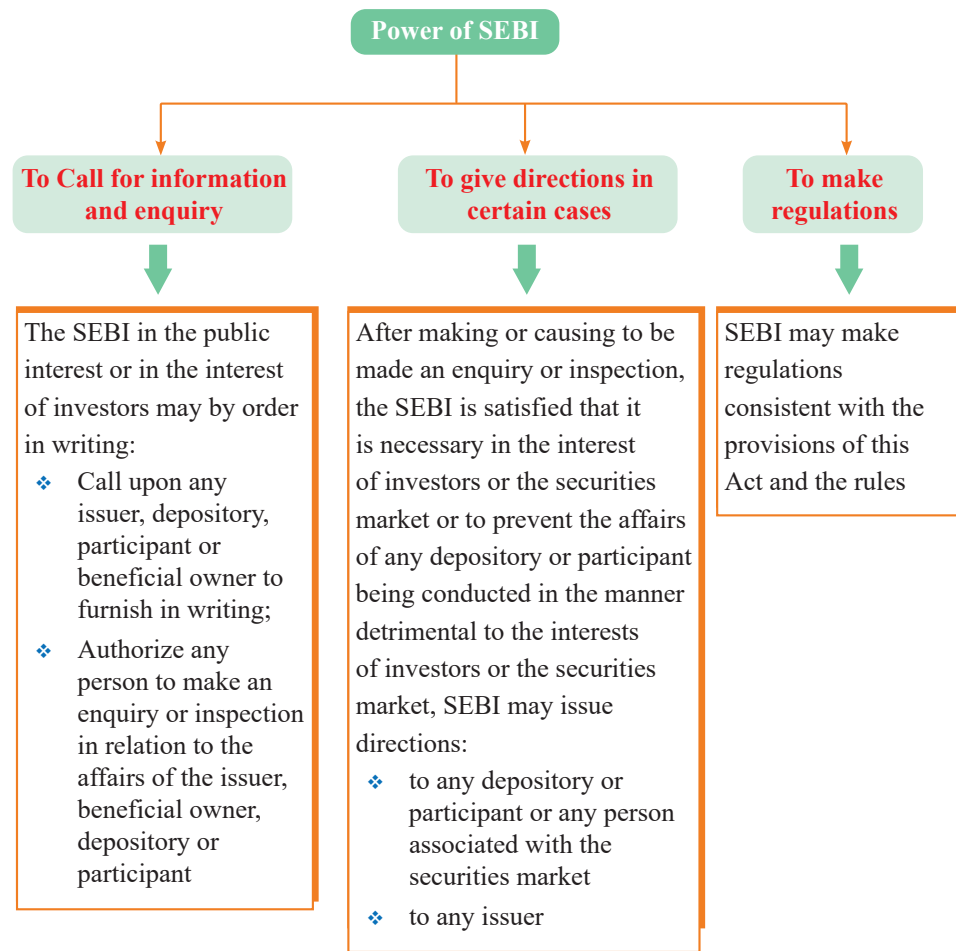 Power of SEBI
To Call for information
and enquiry
The SEBI in the public
interest or in the interest
of investors may by order
in writing:
❖ Call upon any
issuer, depository,
participant or
beneficial owner to
furnish in writing;
❖ Authorize any
person to make an
enquiry or inspection
in relation to the
affairs of the issuer,
beneficial owner,
depository or
participant
To give directions in
certain cases
After making or causing to be
made an enquiry or inspection,
the SEBI is satisfied that it
is necessary in the interest
of investors or the securities
market or to prevent the affairs
of any depository or participant
being conducted in the manner
detrimental to the interests
of investors or the securities
market, SEBI may issue
directions:
❖ to any depository or
participant or any person
associated with the
securities market
❖ to any issuer
To make
regulations
SEBI may make
regulations
consistent with the
provisions of this
Act and the rules